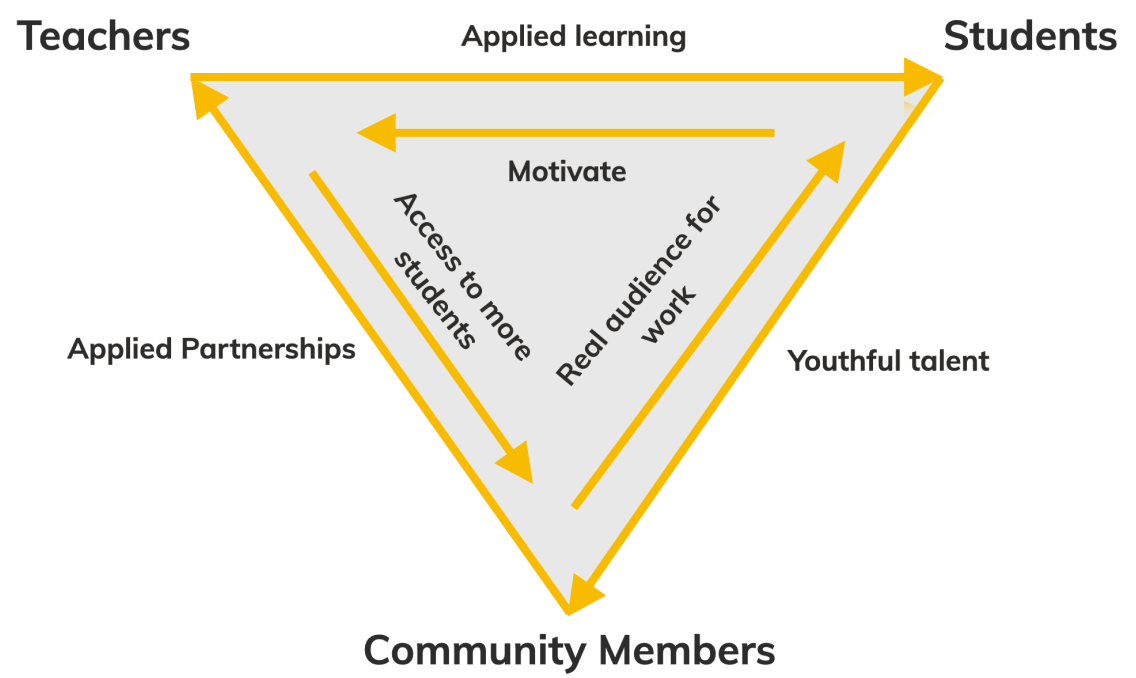 Teachers
Applied learning
Students
Motivate
Access to more
students
Real audience for
work
Applied Partnerships
Youthful talent
Community Members